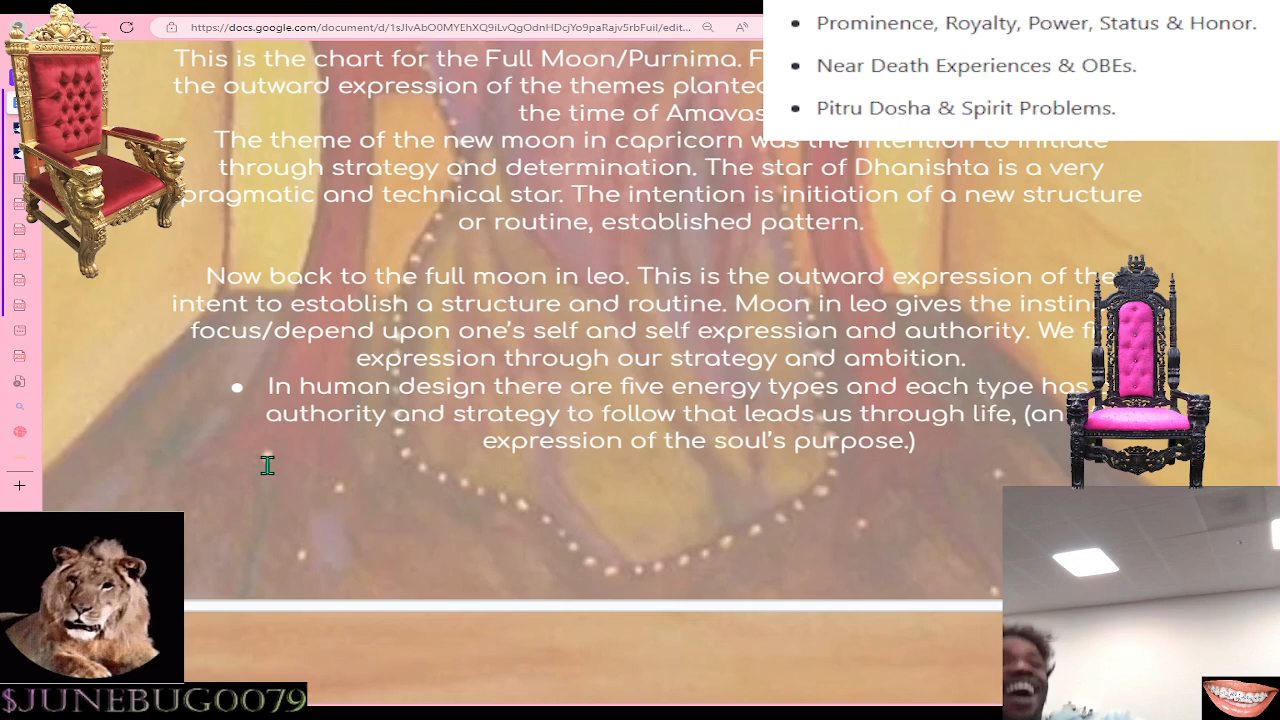 https://docs.google.com/document/d/1sJlvAbO0MYEhXQ9iLvQgOdnHDcjYo9paRajv5rbFuiI/edit...
This is the chart for the Full Moon/Purnima. F
the outward expression of the themes planted
the time of Amavas
The theme of the new moon in capricorn was the intention to initiate
through strategy and determination. The star of Dhanishta is a very
pragmatic and technical star. The intention is initiation of a new structure
or routine, established pattern.
Now back to the full moon in leo. This is the outward expression of the
intent to establish a structure and routine. Moon in leo gives the instin
focus/depend upon one's self and self expression and authority. We fi
expression through our strategy and ambition.
● In human design there are five energy types and each type has
authority and strategy to follow that leads us through life, (an
expression of the soul's purpose.)
• Prominence, Royalty, Power, Status & Honor.
• Near Death Experiences & OBEs.
• Pitru Dosha & Spirit Problems.
$JUNEBUG0079